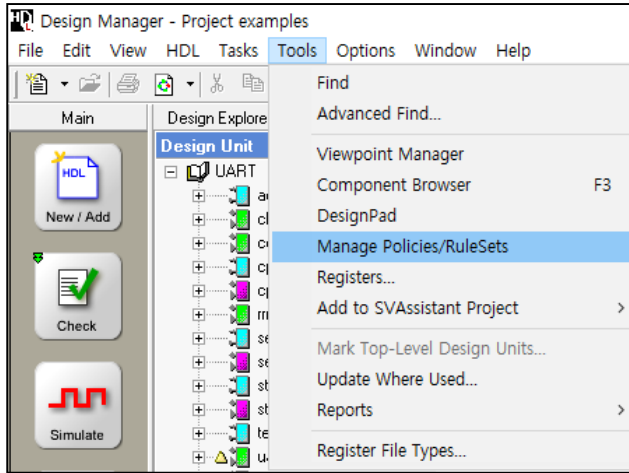 Design Manager - Project examples
File Edit View HDL Tasks Tools Options Window Help
Main
Design Explore
Design Unit
UART
HDL
New / Add
Check
Simulate
Find
Advanced Find...
Viewpoint Manager
Component Browser F3
DesignPad
Manage Policies/RuleSets
Registers...
Add to SVAssistant Project >
Mark Top-Level Design Units...
Update Where Used...
Reports >
Register File Types...